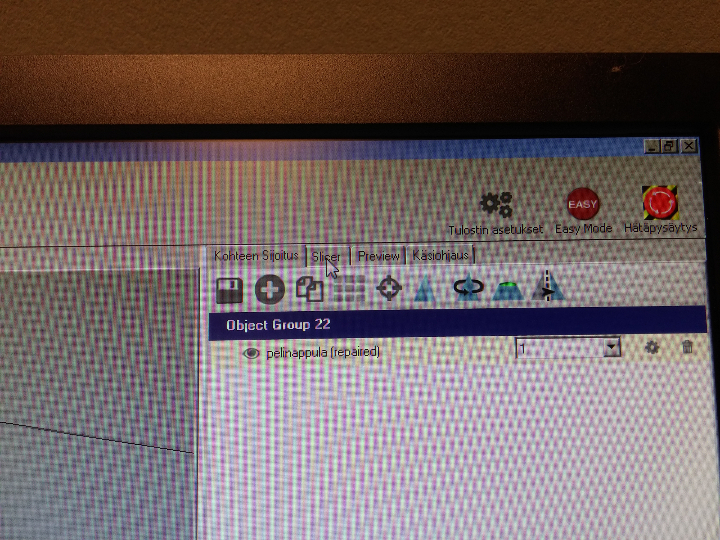 EASY
Tulostin asetukset Easy Mode Hätäpysäytys
Kohteen Sijoitus Slicer Preview Käsiohjaus
Object Group 22
pelinappula (repaired) 1